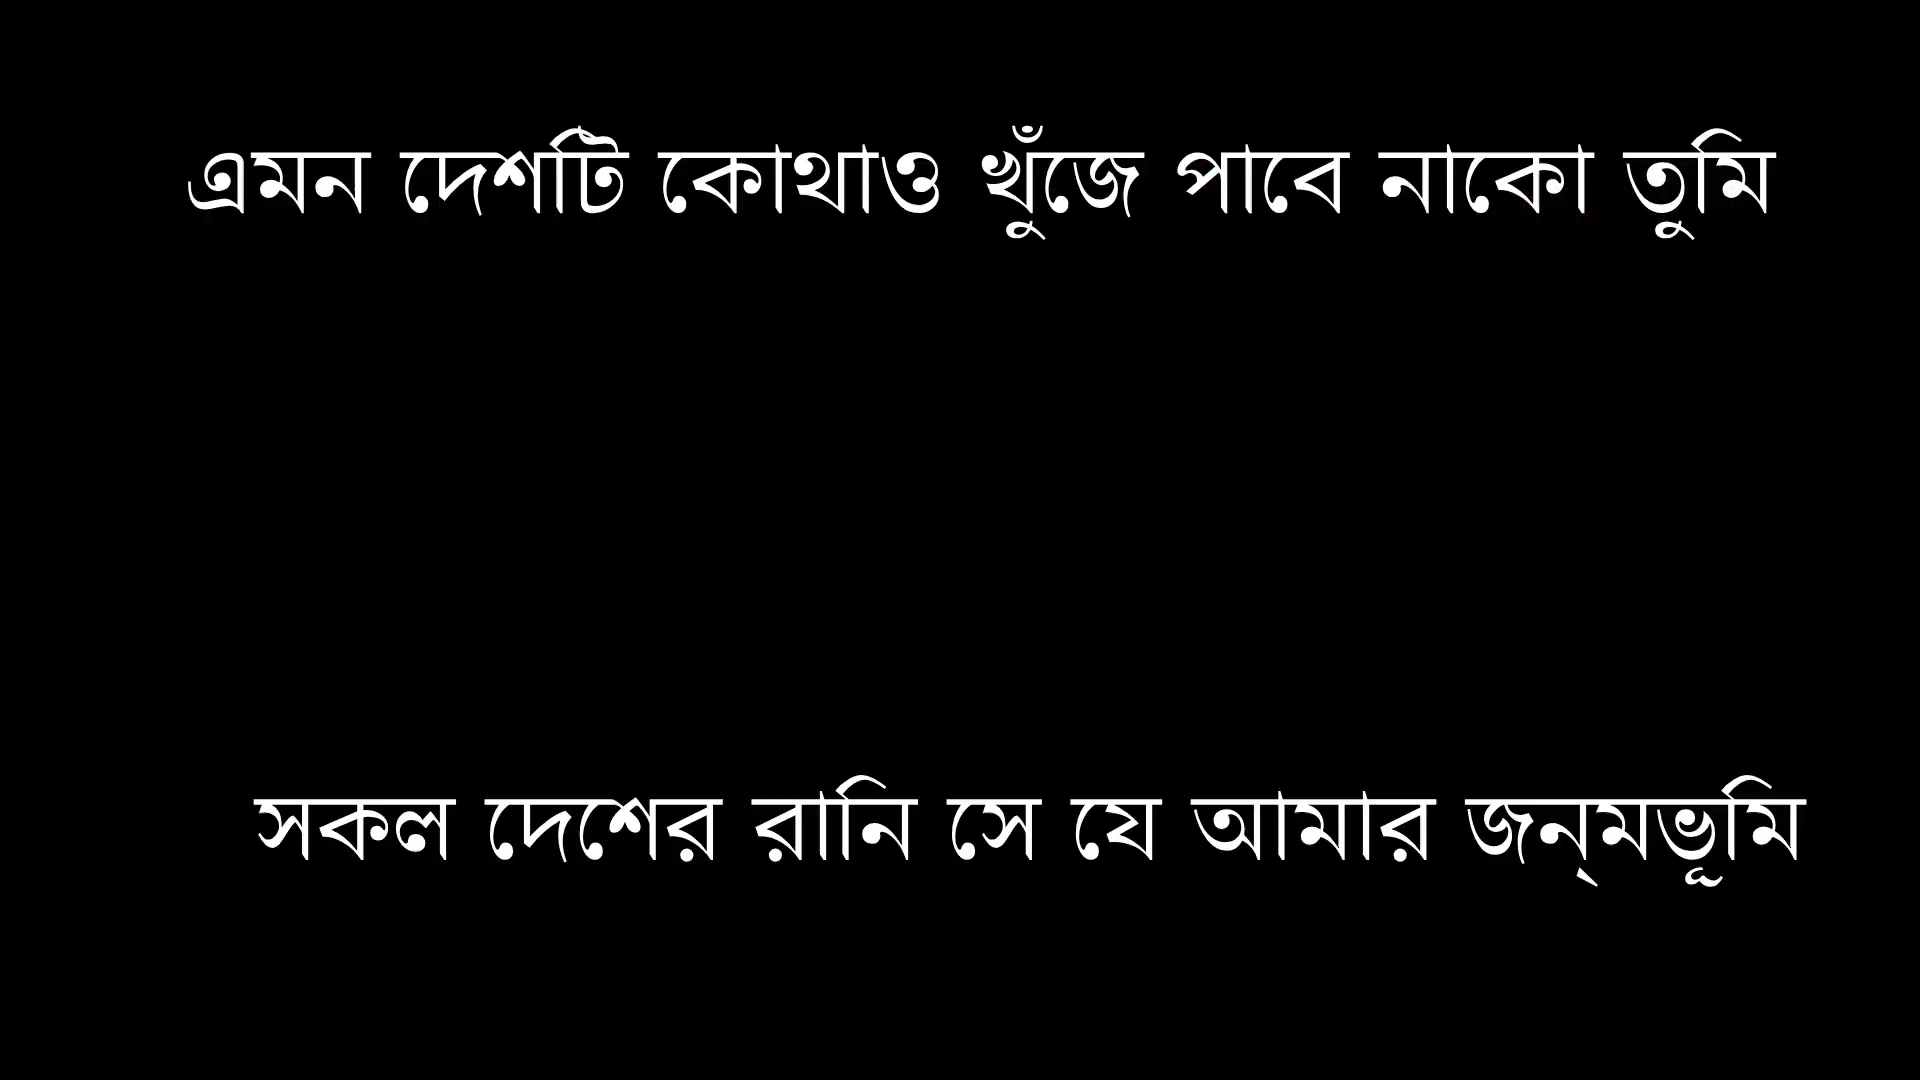 এমন দেশটি কোথাও খুঁজে পাবে নাকো তুমি
সকল দেশের রানি সে যে আমার জন্‌মভূমি